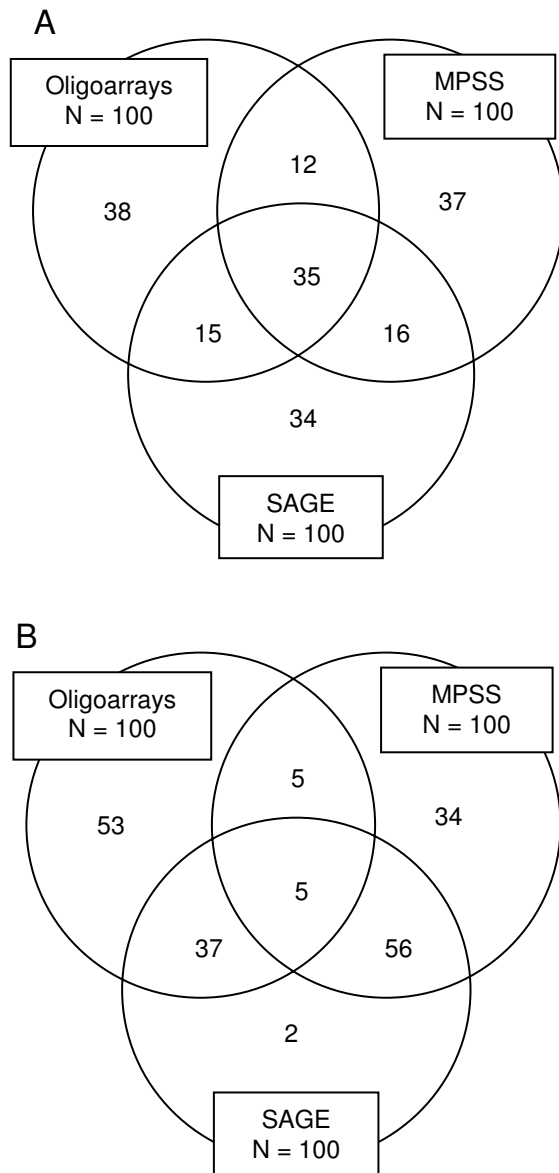 A
Oligoarrays
N = 100
MPSS
N = 100
12
38
37
35
15
16
34
SAGE
N = 100
B
Oligoarrays
N = 100
MPSS
N = 100
5
53
34
5
37
56
2
SAGE
N = 100